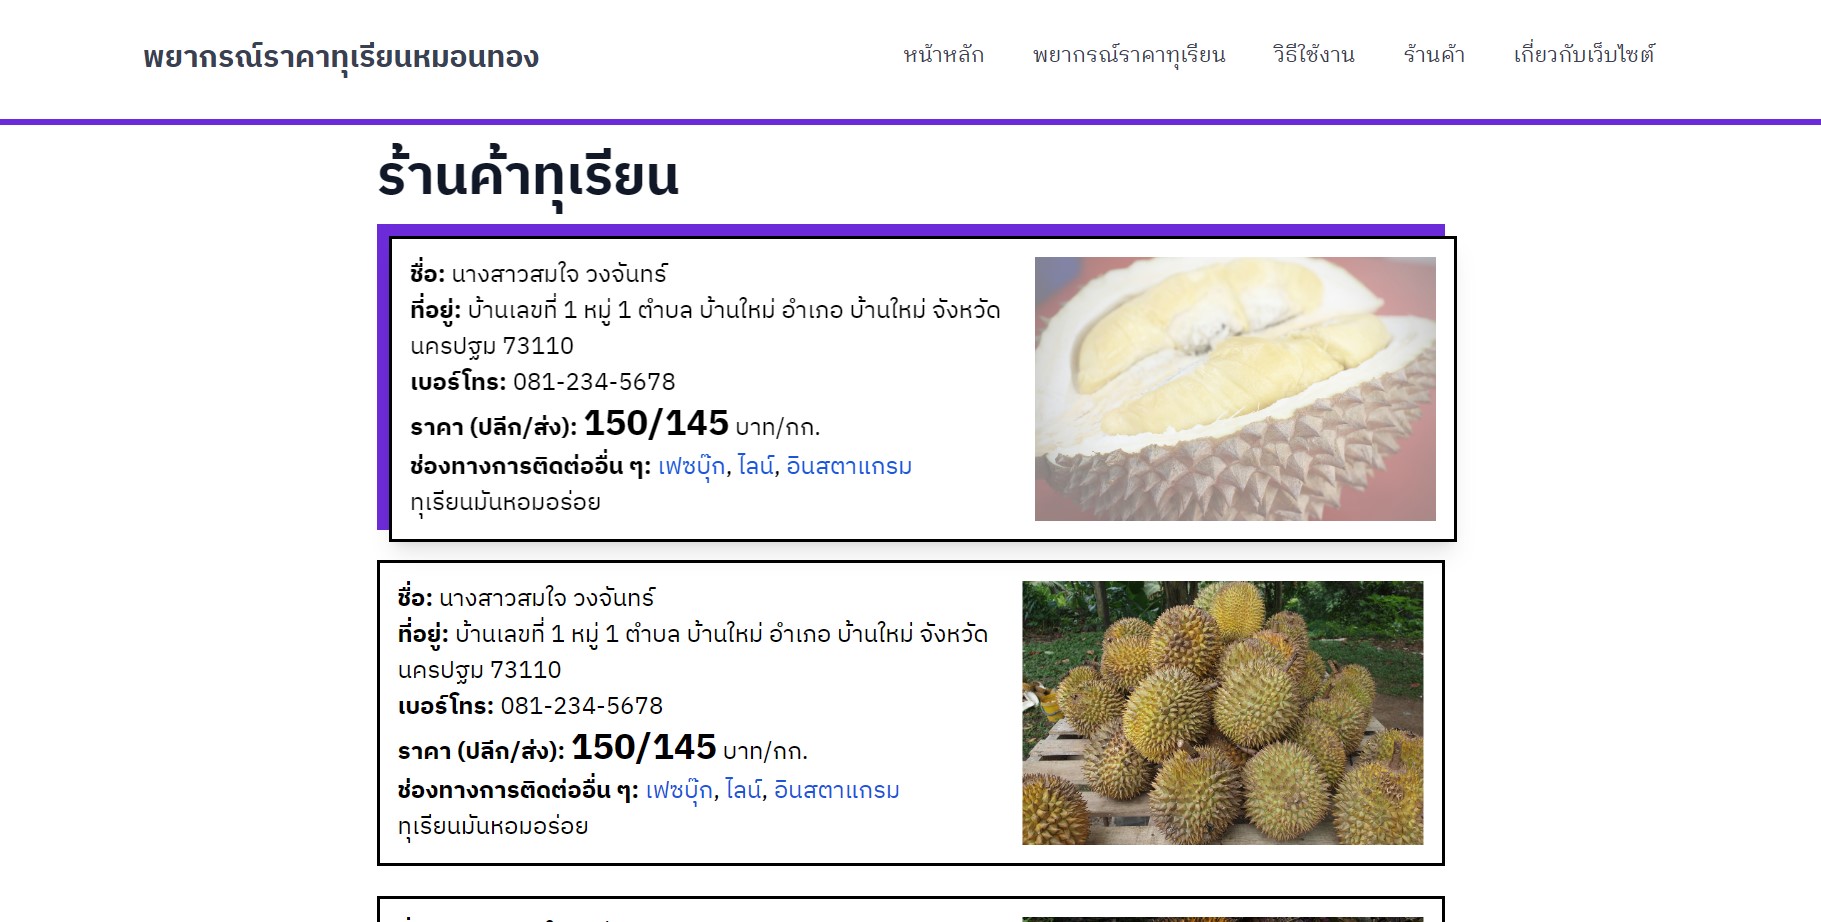 พยากรณ์ราคาทุเรียนหมอนทอง
หน้าหลัก พยากรณ์ราคาทุเรียน วิธีใช้งาน ร้านค้า เกี่ยวกับเว็บไซต์
ร้านค้าทุเรียน
ชื่อ: นางสาวสมใจ วงจันทร์
ที่อยู่: บ้านเลขที่ 1 หมู่ 1 ตำบล บ้านใหม่ อำเภอ บ้านใหม่ จังหวัด
นครปฐม 73110
เบอร์โทร: 081-234-5678
ราคา (ปลีก/ส่ง): 150/145 บาท/กก.
ช่องทางการติดต่ออื่น ๆ: เฟซบุ๊ก, ไลน์, อินสตาแกรม
ทุเรียนมันหอมอร่อย
ชื่อ: นางสาวสมใจ วงจันทร์
ที่อยู่: บ้านเลขที่ 1 หมู่ 1 ตำบล บ้านใหม่ อำเภอ บ้านใหม่ จังหวัด
นครปฐม 73110
เบอร์โทร: 081-234-5678
ราคา (ปลีก/ส่ง): 150/145 บาท/กก.
ช่องทางการติดต่ออื่น ๆ: เฟซบุ๊ก, ไลน์, อินสตาแกรม
ทุเรียนมันหอมอร่อย